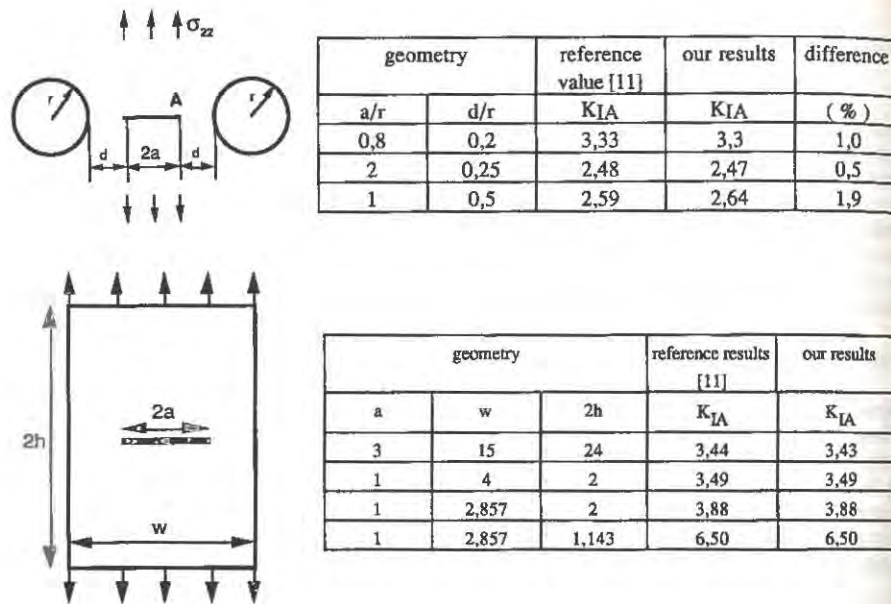 σ22
r
A
r
d
2a
d
geometry
reference value [11]
our results
difference
a/r
d/r
KIA
KIA
( % )
0,8
0,2
3,33
3,3
1,0
2
0,25
2,48
2,47
0,5
1
0,5
2,59
2,64
1,9
2a
2h
w
geometry
reference results [11]
our results
a
w
2h
KIA
KIA
3
15
24
3,44
3,43
1
4
2
3,49
3,49
1
2,857
2
3,88
3,88
1
2,857
1,143
6,50
6,50